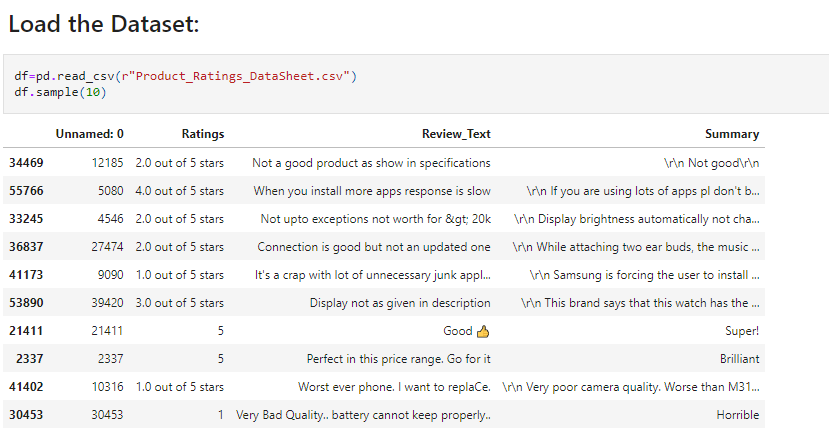 Load the Dataset:
df=pd.read_csv(r"Product_Ratings_DataSheet.csv")
df.sample(10)
Unnamed: 0 Ratings Review_Text Summary
34469 12185 2.0 out of 5 stars Not a good product as show in specifications \r\n Not good\r\n
55766 5080 4.0 out of 5 stars When you install more apps response is slow \r\n If you are using lots of apps pl don't b...
33245 4546 2.0 out of 5 stars Not upto exceptions not worth for &gt; 20k \r\n Display brightness automatically not cha...
36837 27474 2.0 out of 5 stars Connection is good but not an updated one \r\n While attaching two ear buds, the music ...
41173 9090 1.0 out of 5 stars It's a crap with lot of unnecessary junk appl... \r\n Samsung is forcing the user to install ...
53890 39420 3.0 out of 5 stars Display not as given in description \r\n This brand says that this watch has the ...
21411 21411 5 Good 👍 Super!
2337 2337 5 Perfect in this price range. Go for it Brilliant
41402 10316 1.0 out of 5 stars Worst ever phone. I want to replaCe. \r\n Very poor camera quality. Worse than M31...
30453 30453 1 Very Bad Quality.. battery cannot keep properly.. Horrible